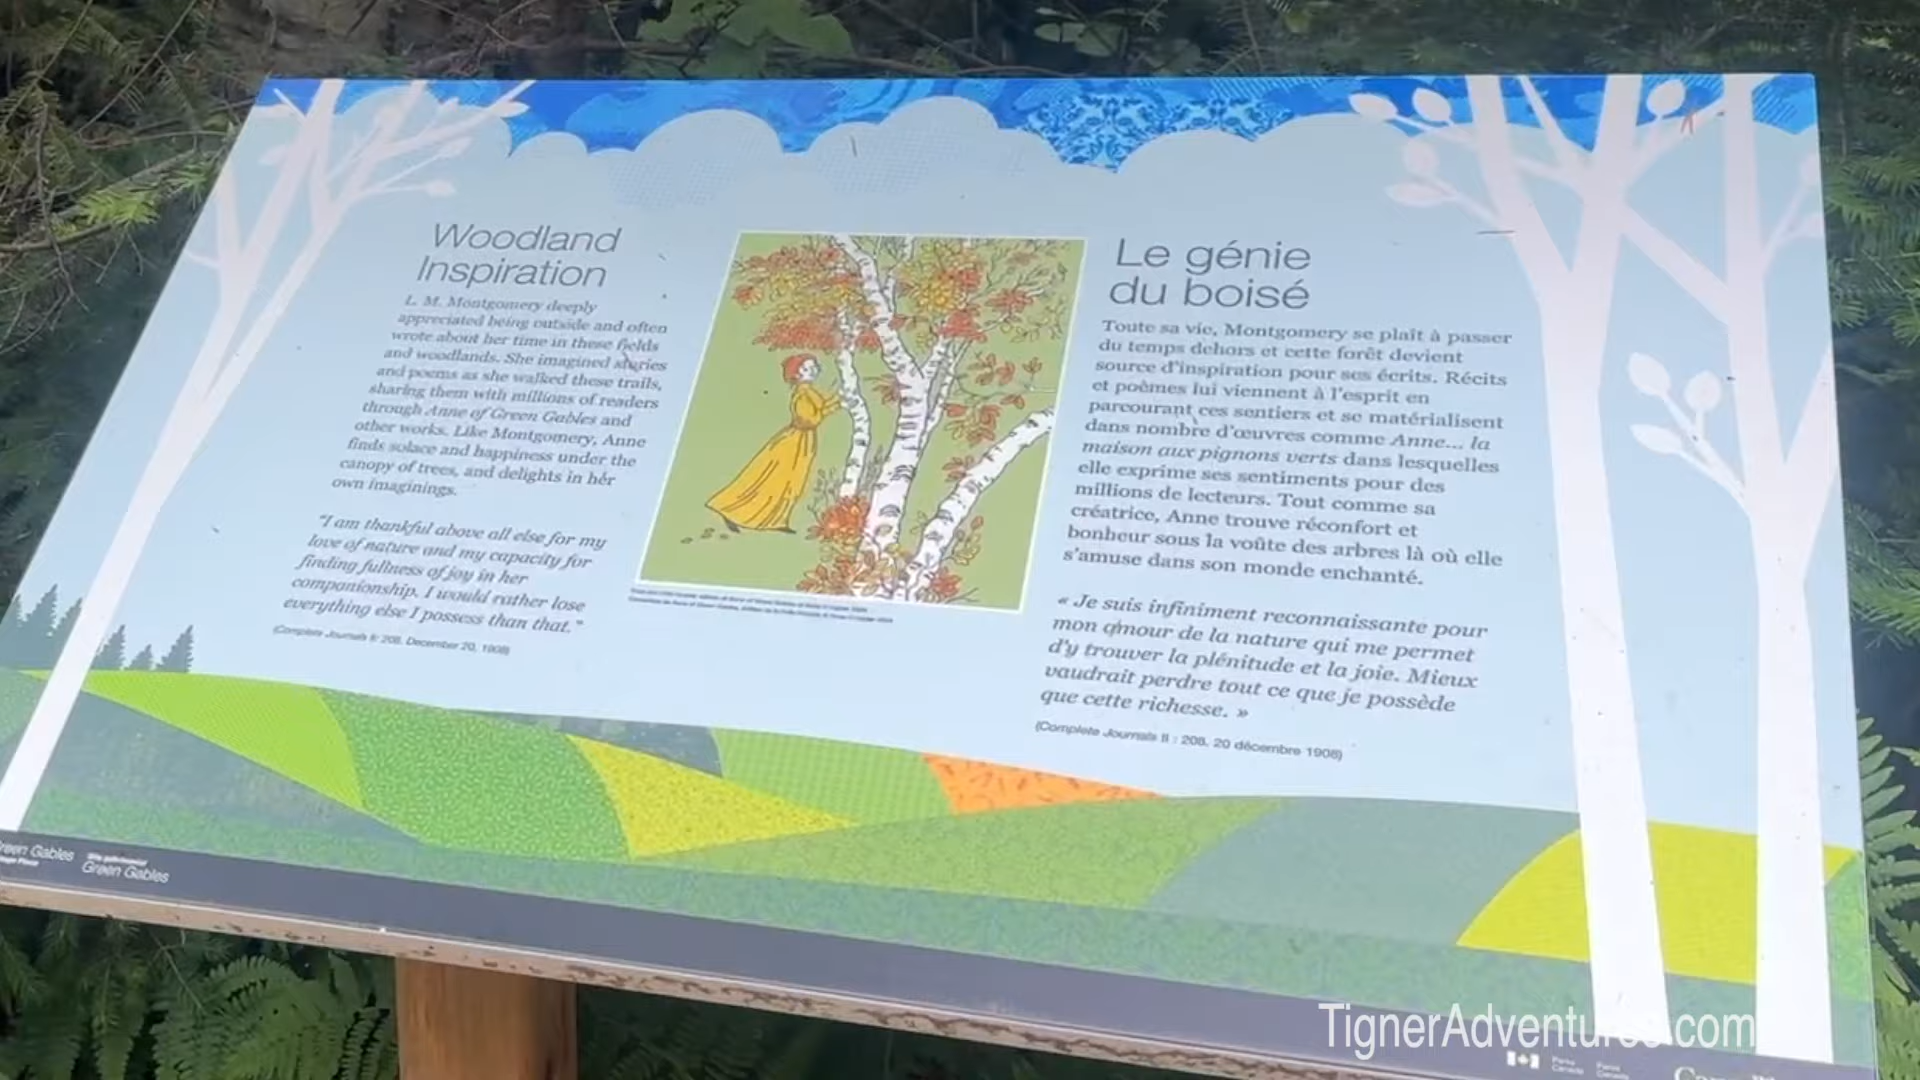 Woodland
Inspiration
L. M. Montgomery deeply
appreciated being outside and often
wrote about her time in these fields
and woodlands. She imagined stories
and poems as she walked these trails,
sharing them with millions of readers
through Anne of Green Gables and
other works. Like Montgomery, Anne
finds solace and happiness under the
canopy of trees, and delights in her
own imaginings.
"I am thankful above all else for my
love of nature and my capacity for
finding fullness of joy in her
companionship. I would rather lose
everything else I possess than that."
(Complete Journals II: 208, December 20, 1908)
Le génie
du boisé
Toute sa vie, Montgomery se plaît à passer
du temps dehors et cette forêt devient
source d'inspiration pour ses écrits. Récits
et poèmes lui viennent à l'esprit en
parcourant ces sentiers et se matérialisent
dans nombre d'œuvres comme Anne... la
maison aux pignons verts dans lesquelles
elle exprime ses sentiments pour des
millions de lecteurs. Tout comme sa
créatrice, Anne trouve réconfort et
bonheur sous la voûte des arbres là où elle
s'amuse dans son monde enchanté.
« Je suis infiniment reconnaissante pour
mon amour de la nature qui me permet
d'y trouver la plénitude et la joie. Mieux
vaudrait perdre tout ce que je possède
que cette richesse. »
(Complete Journals II : 208, 20 décembre 1908)
Gables
Green Gables
TignerAdventures.com
Parks Canada
Parcs Canada